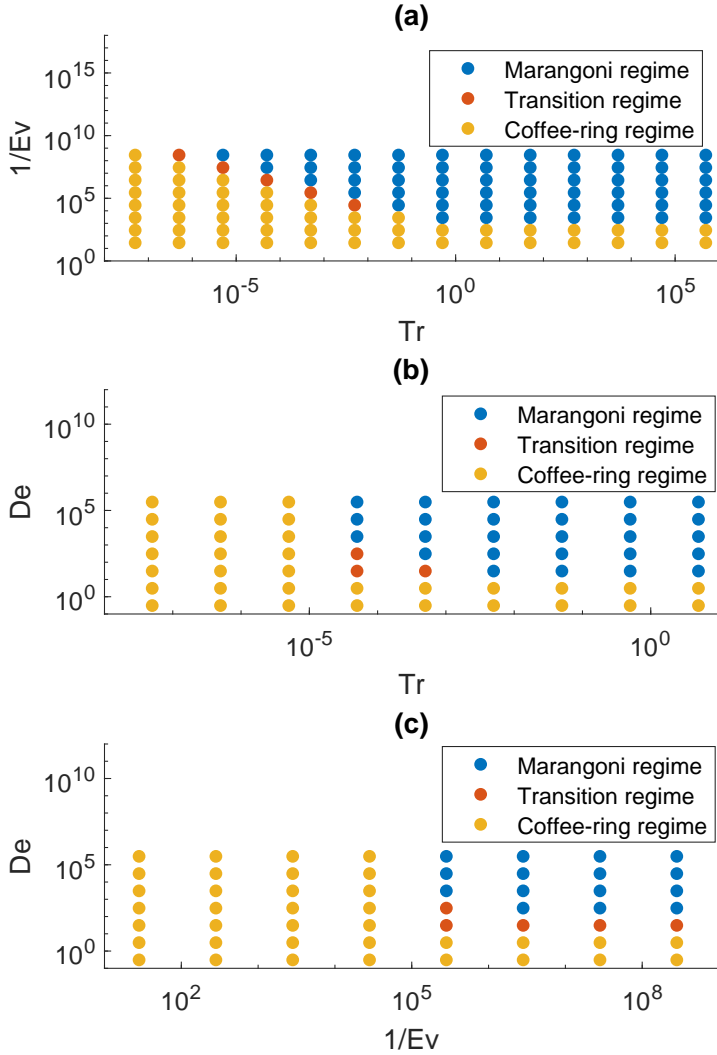 (a)
Marangoni regime
Transition regime
Coffee-ring regime
1/Ev
10^15
10^10
10^5
10^0
10^-5
10^0
10^5
Tr
(b)
Marangoni regime
Transition regime
Coffee-ring regime
De
10^10
10^5
10^0
10^-5
10^0
Tr
(c)
Marangoni regime
Transition regime
Coffee-ring regime
De
10^10
10^5
10^0
10^2
10^5
10^8
1/Ev